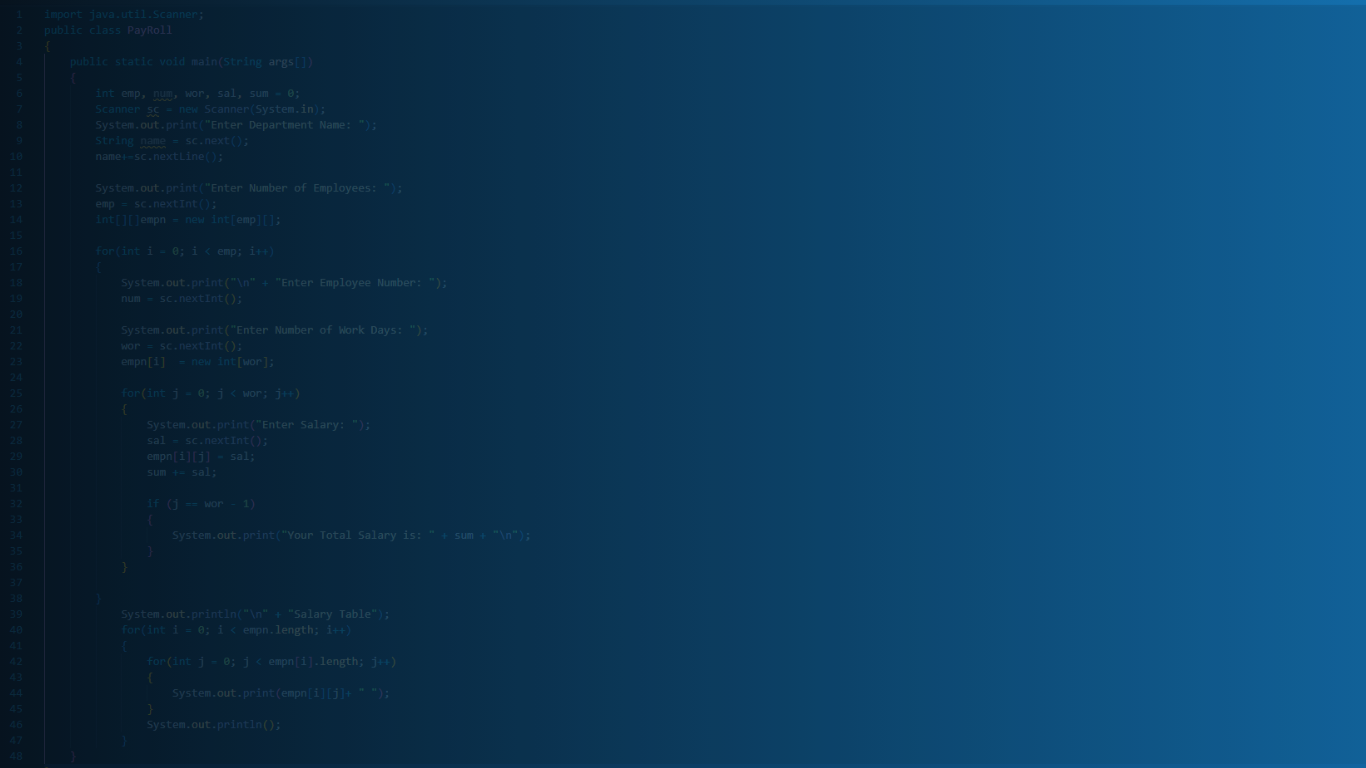 1 import java.util.Scanner;
2 public class PayRoll
3 {
4 public static void main(String args[])
5 {
6 int emp, num, wor, sal, sum = 0;
7 Scanner sc = new Scanner(System.in);
8 System.out.print("Enter Department Name: ");
9 String name = sc.next();
10 name+=sc.nextLine();
11
12 System.out.print("Enter Number of Employees: ");
13 emp = sc.nextInt();
14 int[][]empn = new int[emp][];
15
16 for(int i = 0; i < emp; i++)
17 {
18 System.out.print("\n" + "Enter Employee Number: ");
19 num = sc.nextInt();
20
21 System.out.print("Enter Number of Work Days: ");
22 wor = sc.nextInt();
23 empn[i]  = new int[wor];
24
25 for(int j = 0; j < wor; j++)
26 {
27 System.out.print("Enter Salary: ");
28 sal = sc.nextInt();
29 empn[i][j] = sal;
30 sum += sal;
31
32 if (j == wor - 1)
33 {
34 System.out.print("Your Total Salary is: " + sum + "\n");
35 }
36 }
37
38 }
39 System.out.println("\n" + "Salary Table");
40 for(int i = 0; i < empn.length; i++)
41 {
42 for(int j = 0; j < empn[i].length; j++)
43 {
44 System.out.print(empn[i][j]+ " ");
45 }
46 System.out.println();
47 }
48 }